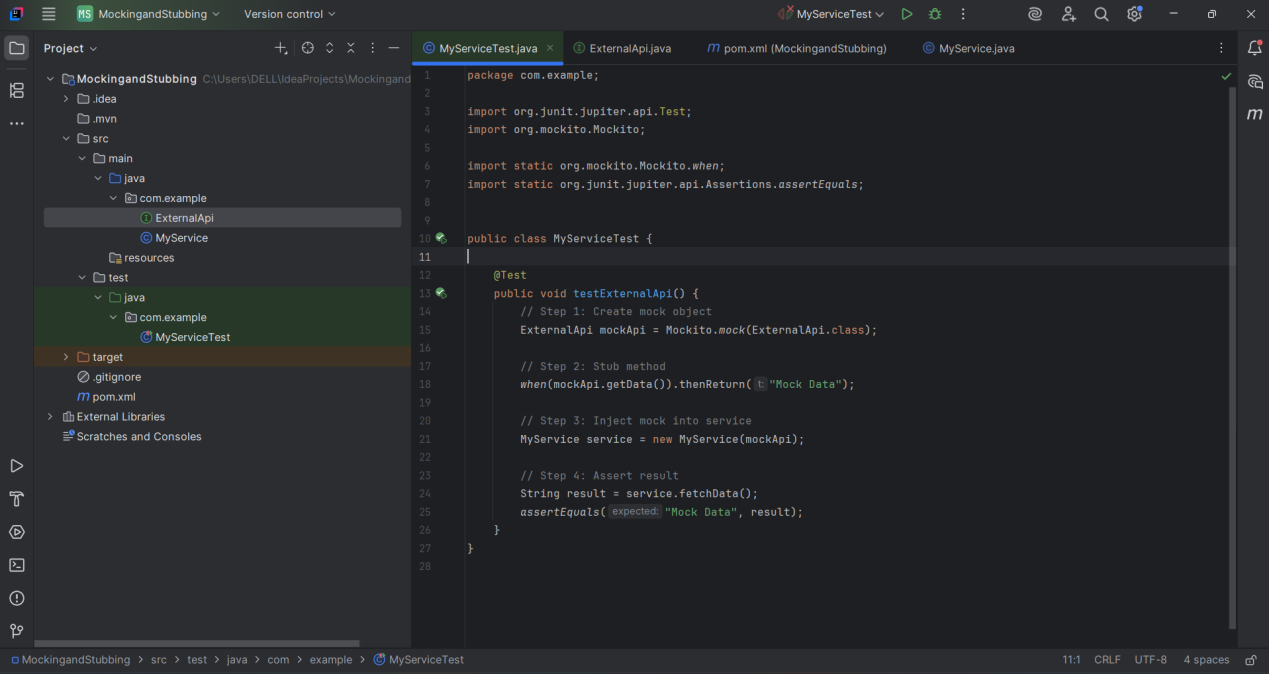 MS MockingandStubbing Version control MyServiceTest
Project
MyServiceTest.java ExternalApi.java pom.xml (MockingandStubbing) MyService.java
MockingandStubbing C:\Users\DELL\IdeaProjects\Mockingand
.idea
.mvn
src
main
java
com.example
ExternalApi
MyService
resources
test
java
com.example
MyServiceTest
target
.gitignore
pom.xml
External Libraries
Scratches and Consoles
1 package com.example;
2
3 import org.junit.jupiter.api.Test;
4 import org.mockito.Mockito;
5
6 import static org.mockito.Mockito.when;
7 import static org.junit.jupiter.api.Assertions.assertEquals;
8
9
10 public class MyServiceTest {
11
12 @Test
13 public void testExternalApi() {
14 // Step 1: Create mock object
15 ExternalApi mockApi = Mockito.mock(ExternalApi.class);
16
17 // Step 2: Stub method
18 when(mockApi.getData()).thenReturn( t: "Mock Data");
19
20 // Step 3: Inject mock into service
21 MyService service = new MyService(mockApi);
22
23 // Step 4: Assert result
24 String result = service.fetchData();
25 assertEquals( expected: "Mock Data", result);
26 }
27 }
28
MockingandStubbing > src > test > java > com > example > MyServiceTest 11:1 CRLF UTF-8 4 spaces